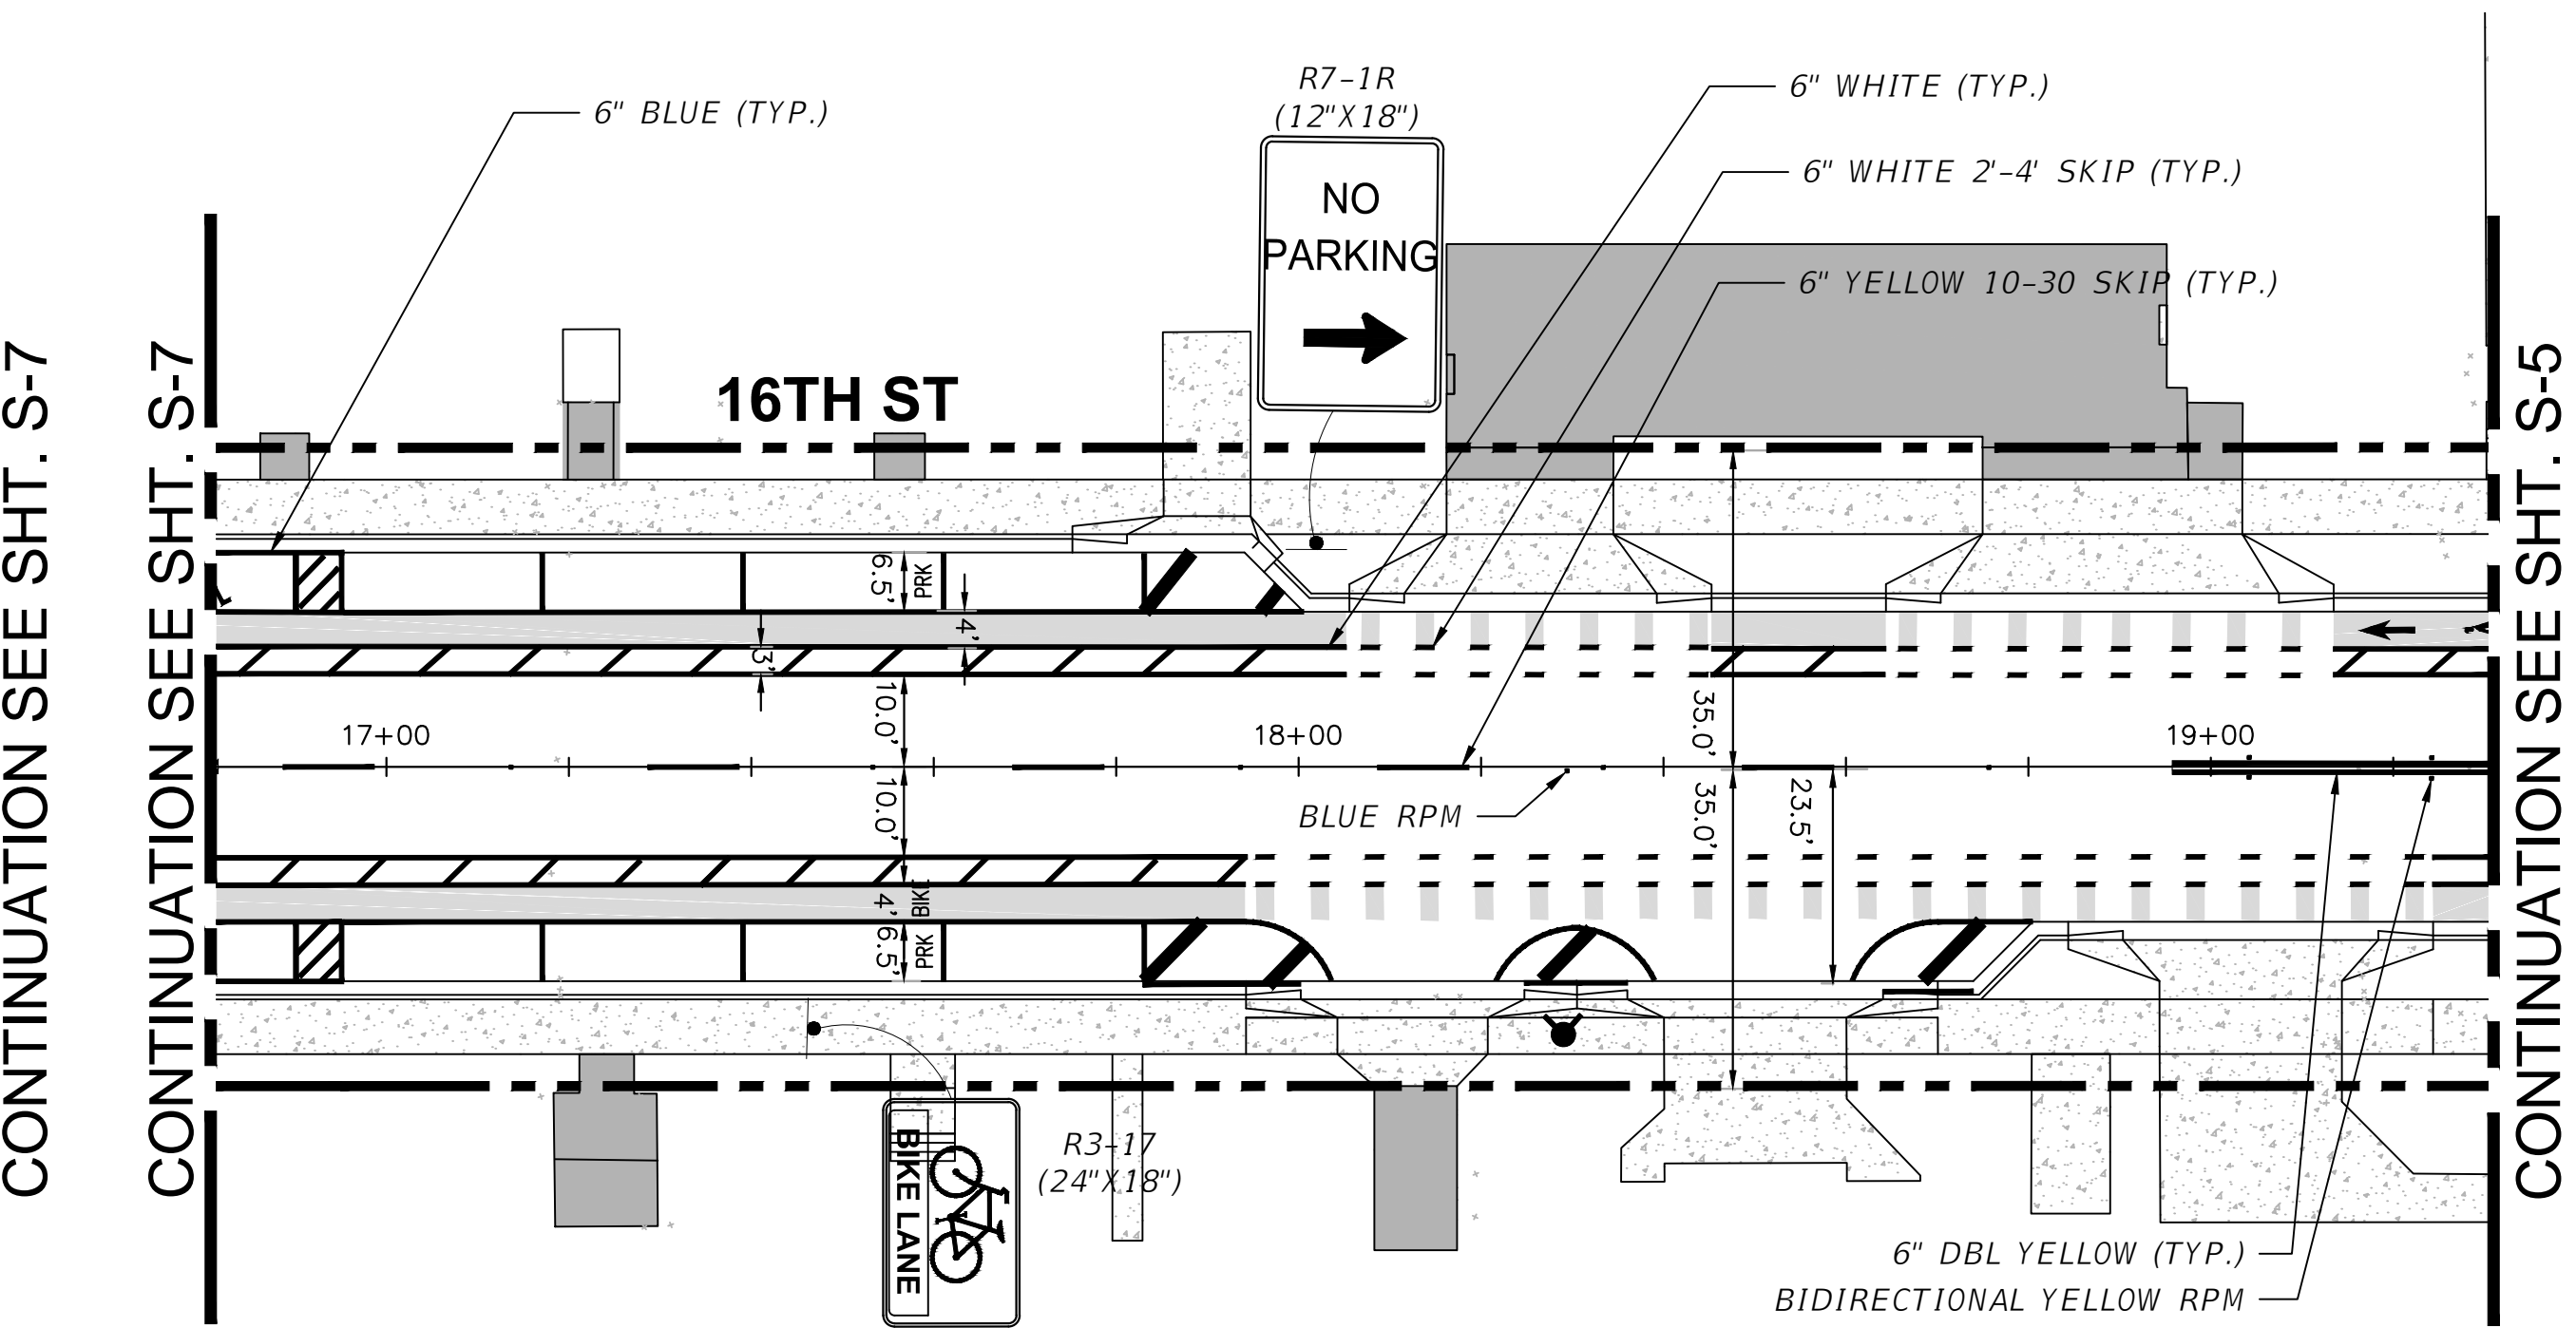 6" BLUE (TYP.)
R7-1R
(12"X18")
NO
PARKING
6" WHITE (TYP.)
6" WHITE 2'-4' SKIP (TYP.)
6" YELLOW 10-30 SKIP (TYP.)
CONTINUATION SEE SHT. S-7
CONTINUATION SEE SHT. S-7
16TH ST
CONTINUATION SEE SHT. S-5
6.5'
PRK
4'
3'
10.0'
35.0'
17+00
18+00
19+00
10.0'
BLUE RPM
35.0'
23.5'
4'
BIKE
6.5'
PRK
BIKE LANE
R3-17
(24"X18")
6" DBL YELLOW (TYP.)
BIDIRECTIONAL YELLOW RPM